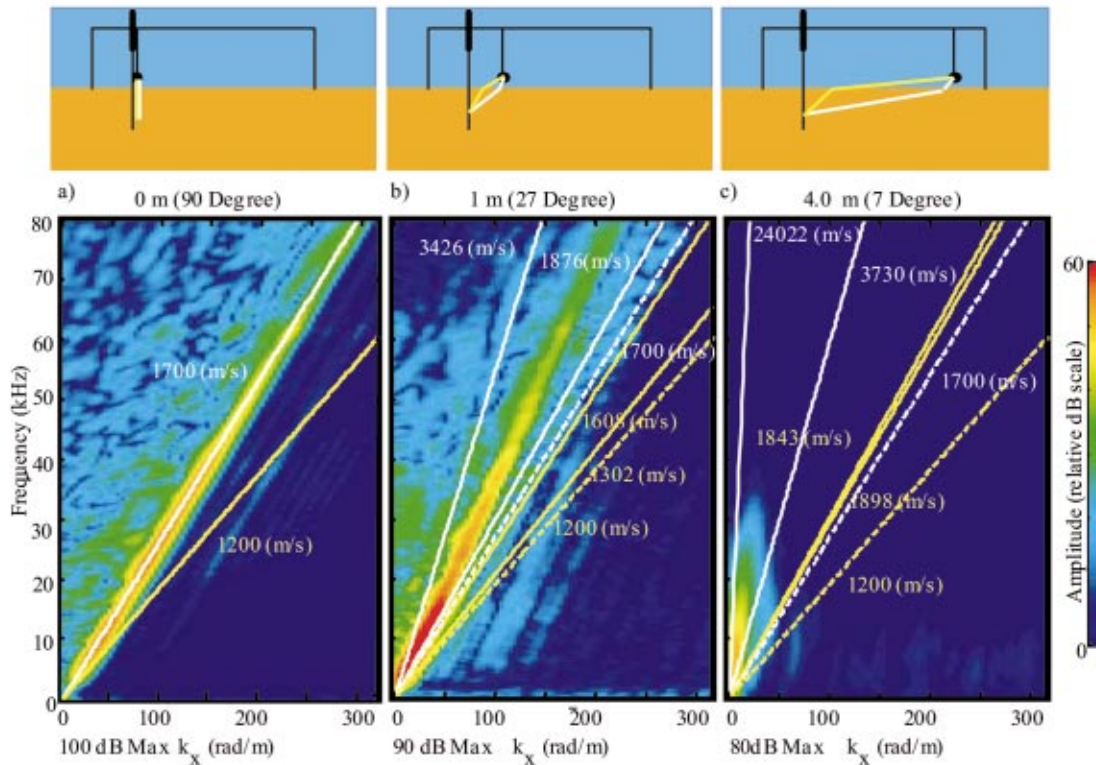 a) 0 m (90 Degree)
b) 1 m (27 Degree)
c) 4.0 m (7 Degree)
Frequency (kHz)
80
70
60
50
40
30
20
10
0
1700 (m/s)
1200 (m/s)
0 100 200 300
100 dB Max k_x (rad/m)
3426 (m/s)
1876(m/s)
1700 (m/s)
1608 (m/s)
1302 (m/s)
1200 (m/s)
0 100 200 300
90 dB Max k_x (rad/m)
24022 (m/s)
3730 (m/s)
1700 (m/s)
1843(m/s)
1898 (m/s)
1200 (m/s)
0 100 200 300
80dB Max k_x (rad/m)
60
Amplitude (relative dB scale)
0